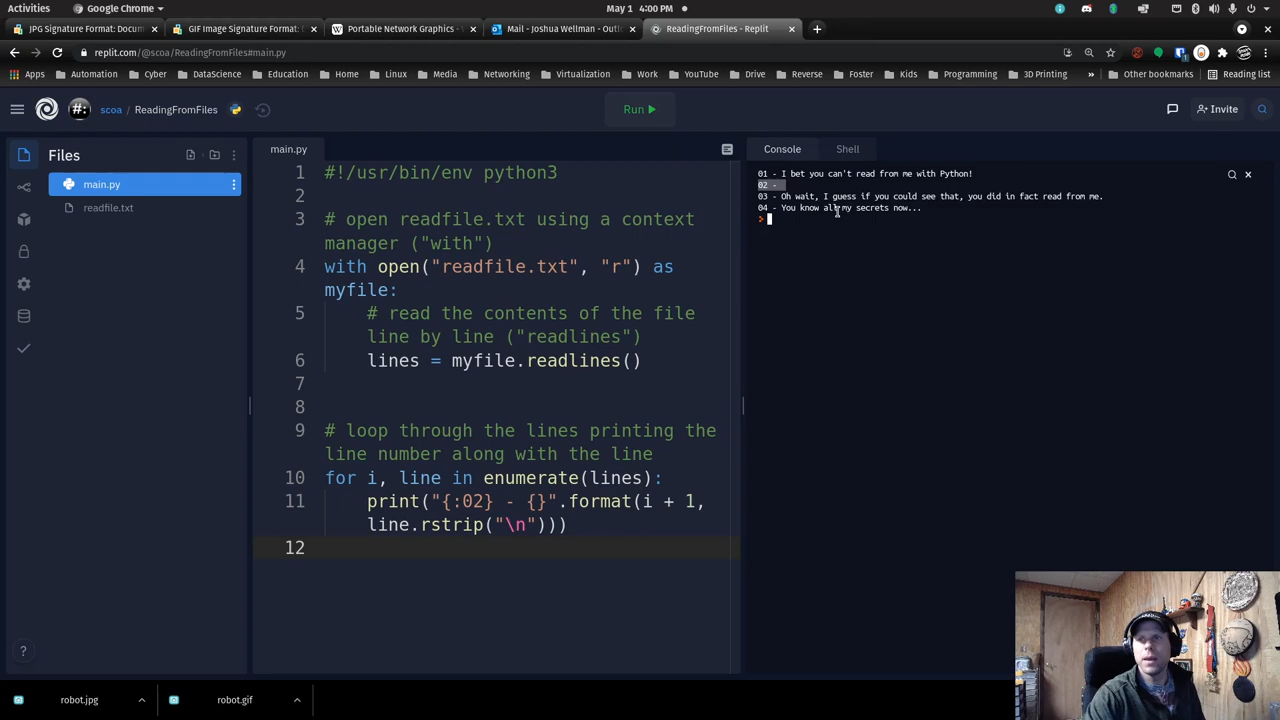 Activities
Google Chrome
May 1 4:00 PM
JPG Signature Format: Docum
GIF Image Signature Format:
Portable Network Graphics -
Mail - Joshua Wellman - Outlo
ReadingFromFiles - Replit
replit.com/@scoa/ReadingFromFiles#main.py
Apps
Automation
Cyber
DataScience
Education
Home
Linux
Media
Networking
Virtualization
Work
YouTube
Drive
Reverse
Foster
Kids
Programming
3D Printing
»
Other bookmarks
Reading list
#:
scoa / ReadingFromFiles
Run
Invite
Files
main.py
readfile.txt
main.py
1 #!/usr/bin/env python3
2
3 # open readfile.txt using a context
manager ("with")
4 with open("readfile.txt", "r") as
myfile:
5 # read the contents of the file
line by line ("readlines")
6 lines = myfile.readlines()
7
8
9 # loop through the lines printing the
line number along with the line
10 for i, line in enumerate(lines):
11 print("{:02} - {}".format(i + 1,
line.rstrip("\n")))
12
Console
Shell
01 - I bet you can't read from me with Python!
02 -
03 - Oh wait, I guess if you could see that, you did in fact read from me.
04 - You know all my secrets now...
>
?
robot.jpg
robot.gif